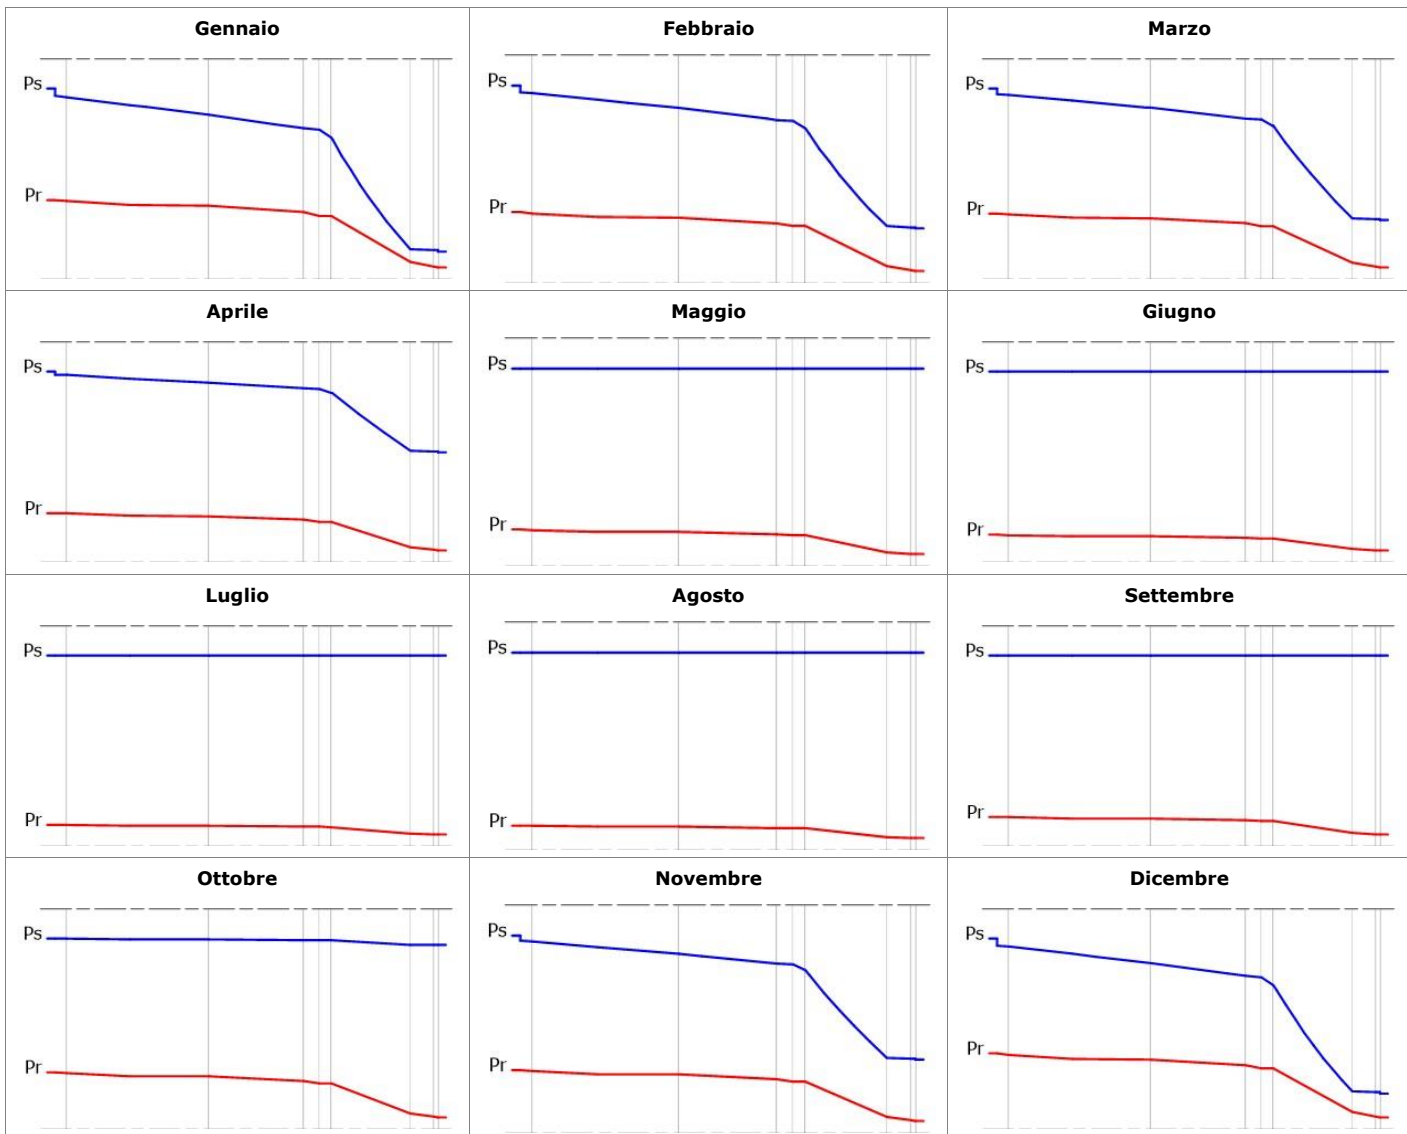 Gennaio
Febbraio
Marzo
Ps
Pr
Ps
Pr
Ps
Pr
Aprile
Maggio
Giugno
Ps
Pr
Ps
Pr
Ps
Pr
Luglio
Agosto
Settembre
Ps
Pr
Ps
Pr
Ps
Pr
Ottobre
Novembre
Dicembre
Ps
Pr
Ps
Pr
Ps
Pr